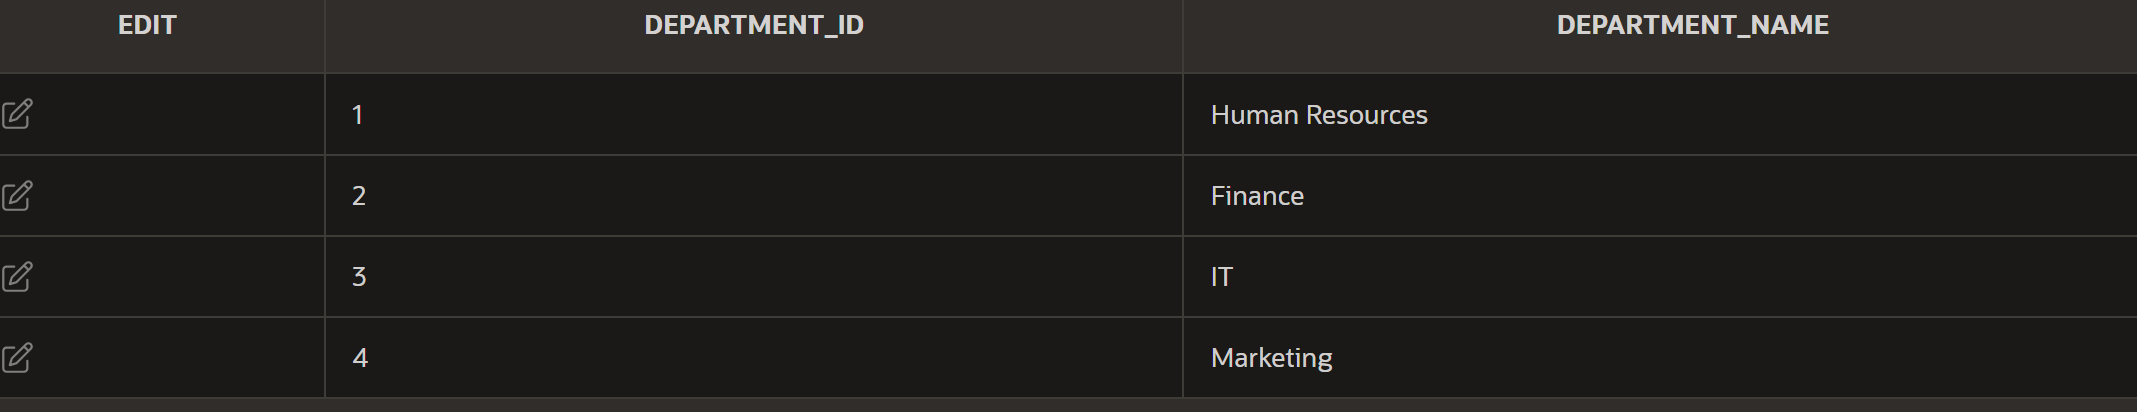 EDIT DEPARTMENT_ID DEPARTMENT_NAME
1 Human Resources
2 Finance
3 IT
4 Marketing